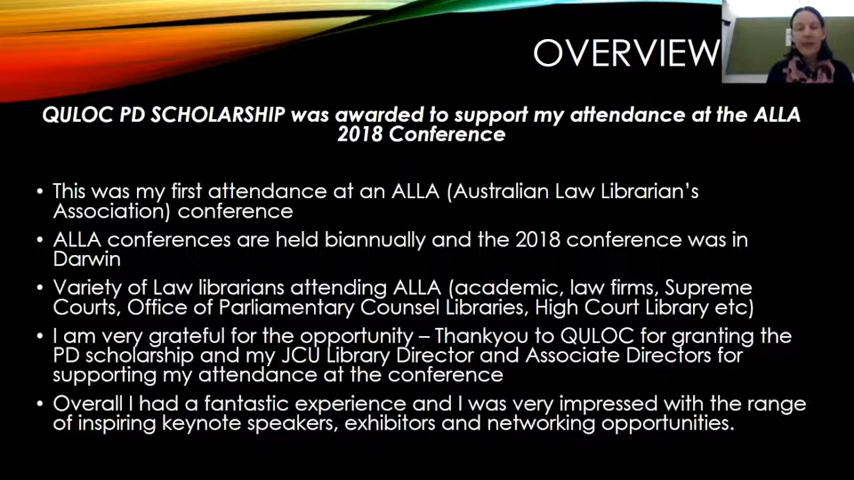 OVERVIEW
QULOC PD SCHOLARSHIP was awarded to support my attendance at the ALLA
2018 Conference
• This was my first attendance at an ALLA (Australian Law Librarian's
Association) conference
• ALLA conferences are held biannually and the 2018 conference was in
Darwin
• Variety of Law librarians attending ALLA (academic, law firms, Supreme
Courts, Office of Parliamentary Counsel Libraries, High Court Library etc)
• I am very grateful for the opportunity – Thankyou to QULOC for granting the
PD scholarship and my JCU Library Director and Associate Directors for
supporting my attendance at the conference
• Overall I had a fantastic experience and I was very impressed with the range
of inspiring keynote speakers, exhibitors and networking opportunities.